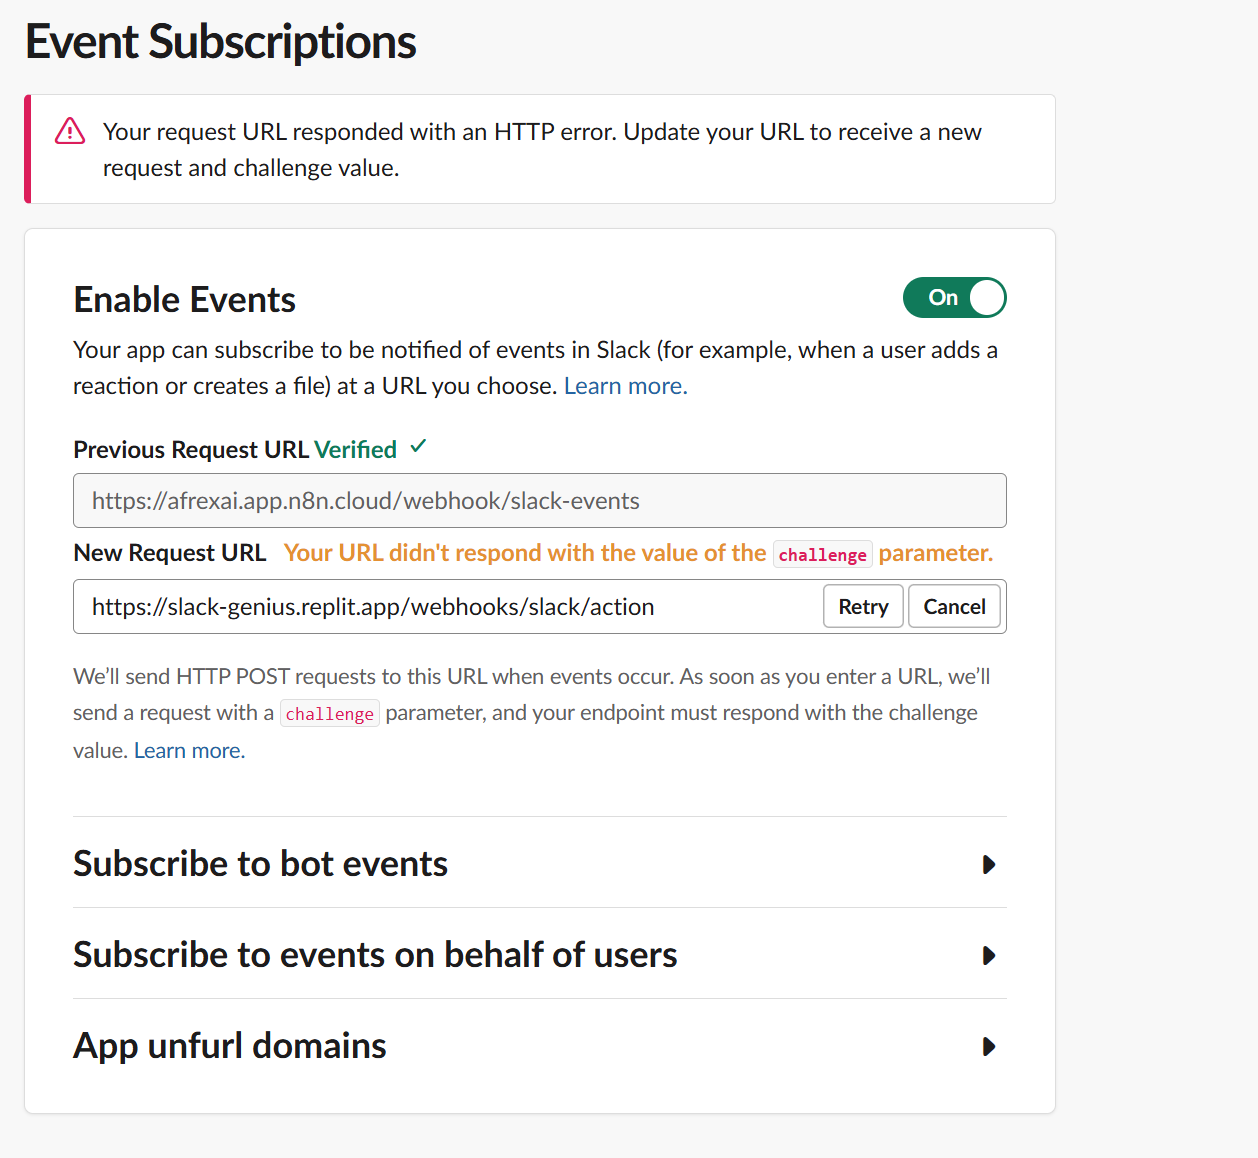 Event Subscriptions
Your request URL responded with an HTTP error. Update your URL to receive a new
request and challenge value.
Enable Events
On
Your app can subscribe to be notified of events in Slack (for example, when a user adds a
reaction or creates a file) at a URL you choose. Learn more.
Previous Request URL Verified ✓
https://afrexai.app.n8n.cloud/webhook/slack-events
New Request URL Your URL didn't respond with the value of the challenge parameter.
https://slack-genius.replit.app/webhooks/slack/action Retry Cancel
We’ll send HTTP POST requests to this URL when events occur. As soon as you enter a URL, we’ll
send a request with a challenge parameter, and your endpoint must respond with the challenge
value. Learn more.
Subscribe to bot events
Subscribe to events on behalf of users
App unfurl domains